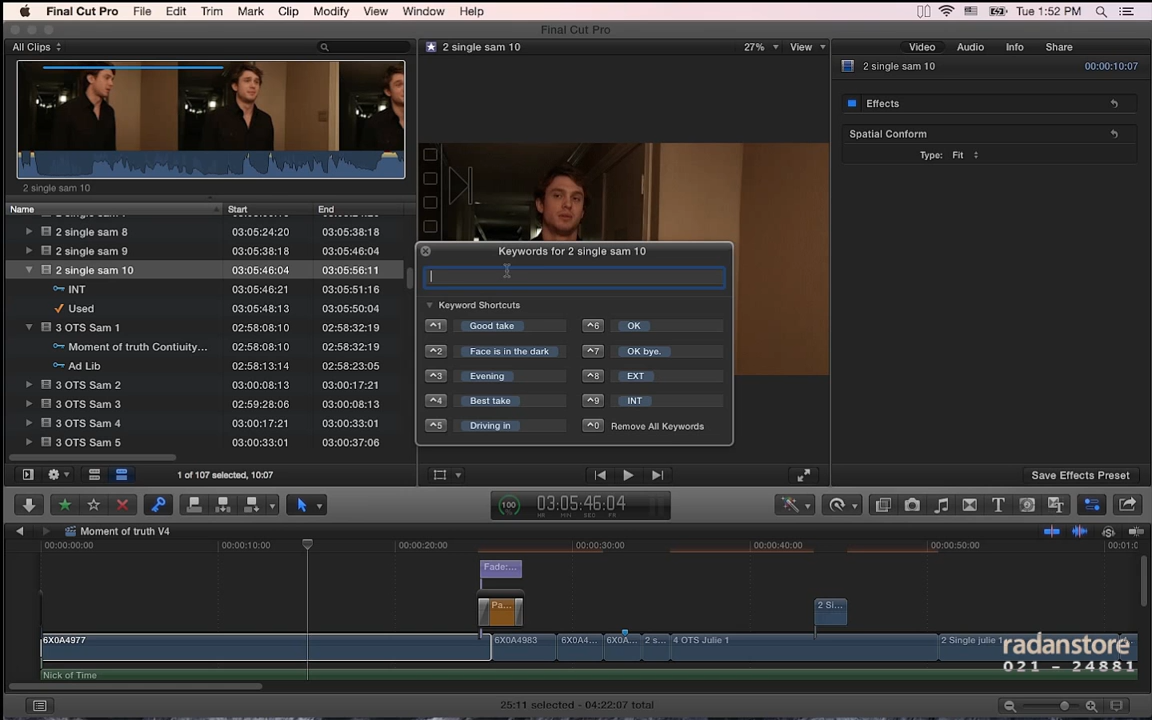 Final Cut Pro File Edit Trim Mark Clip Modify View Window Help Tue 1:52 PM
Final Cut Pro
All Clips 2 single sam 10 27% View Video Audio Info Share
2 single sam 10 00:00:10:07
Effects
Spatial Conform
Type: Fit
2 single sam 10
Name Start End
2 single sam 8 03:05:24:20 03:05:38:18
2 single sam 9 03:05:38:18 03:05:46:04
2 single sam 10 03:05:46:04 03:05:56:11
INT 03:05:46:21 03:05:51:16
Used 03:05:48:13 03:05:50:04
3 OTS Sam 1 02:58:08:10 02:58:32:19
Moment of truth Contiuity... 02:58:08:10 02:58:32:19
Ad Lib 02:58:13:14 02:58:23:05
3 OTS Sam 2 03:00:08:13 03:00:17:21
3 OTS Sam 3 02:59:28:06 03:00:08:13
3 OTS Sam 4 03:00:17:21 03:00:33:01
3 OTS Sam 5 03:00:33:01 03:00:37:06
Keywords for 2 single sam 10
Keyword Shortcuts
^1 Good take ^6 OK
^2 Face is in the dark ^7 OK bye.
^3 Evening ^8 EXT
^4 Best take ^9 INT
^5 Driving in ^0 Remove All Keywords
1 of 107 selected, 10:07 Save Effects Preset
100 03:05:46:04
HR MIN SEC FR
Moment of truth V4
00:00:00:00 00:00:10:00 00:00:20:00 00:00:30:00 00:00:40:00 00:00:50:00 00:01:0
Fade:...
Pa... 2 Si...
6X0A4977 6X0A4983 6X0A4... 6X0A... 2 s... 4 OTS Julie 1 2 Single julie 1
Nick of Time
radanstore
021 - 24881
25:11 selected - 04:22:07 total